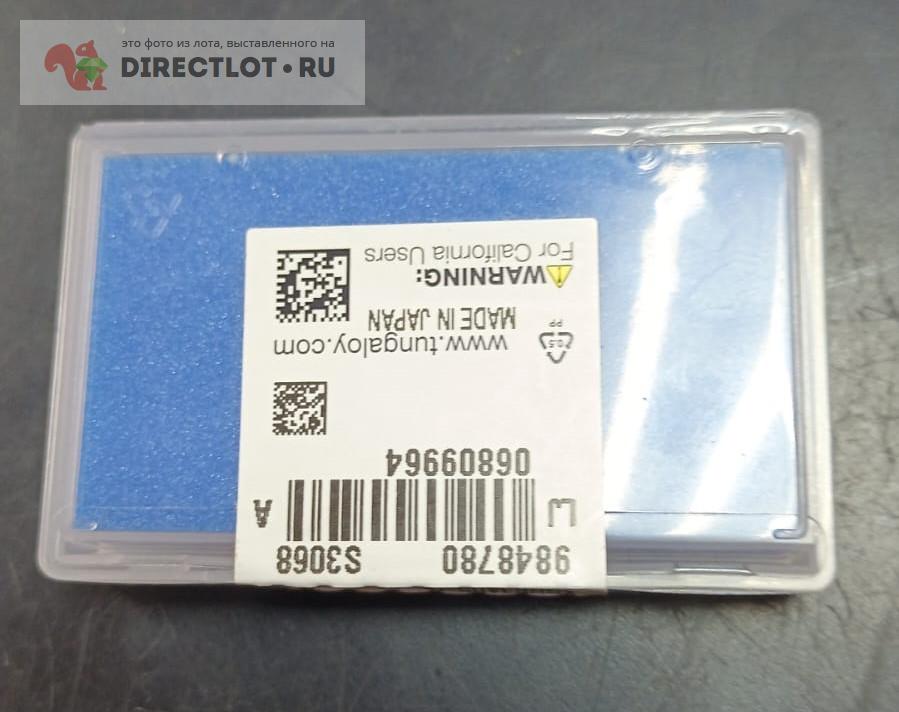 это фото из лота, выставленного на
DIRECTLOT • RU
9848780 S3068
A
06809964
www.tungaloy.com
PP
MADE IN JAPAN
WARNING:
For California Users